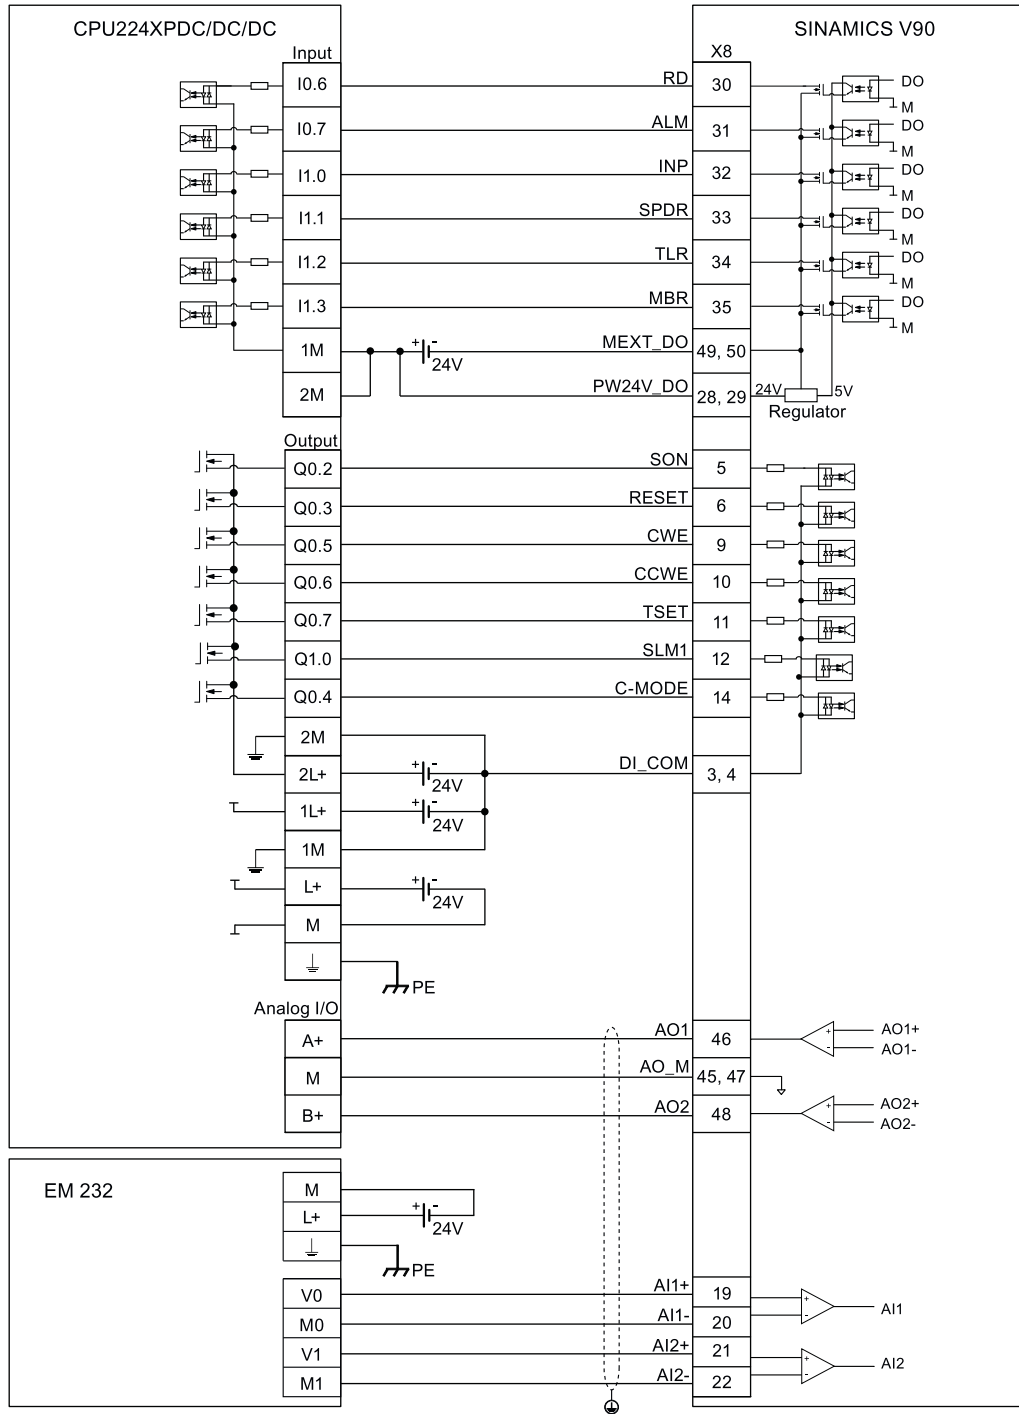 CPU224XPDC/DC/DC
SINAMICS V90
Input
X8
I0.6
RD
30
DO
M
I0.7
ALM
31
DO
M
I1.0
INP
32
DO
M
I1.1
SPDR
33
DO
M
I1.2
TLR
34
DO
M
I1.3
MBR
35
DO
M
1M
+ -
24V
MEXT_DO
49, 50
2M
PW24V_DO
28, 29
24V
5V
Regulator
Output
Q0.2
SON
5
Q0.3
RESET
6
Q0.5
CWE
9
Q0.6
CCWE
10
Q0.7
TSET
11
Q1.0
SLM1
12
Q0.4
C-MODE
14
2M
2L+
+ -
24V
DI_COM
3, 4
1L+
+ -
24V
1M
L+
+ -
24V
M
PE
Analog I/O
A+
AO1
46
+
-
AO1+
AO1-
M
AO_M
45, 47
B+
AO2
48
+
-
AO2+
AO2-
EM 232
M
L+
+ -
24V
PE
V0
AI1+
19
+
-
AI1
M0
AI1-
20
V1
AI2+
21
+
-
AI2
M1
AI2-
22